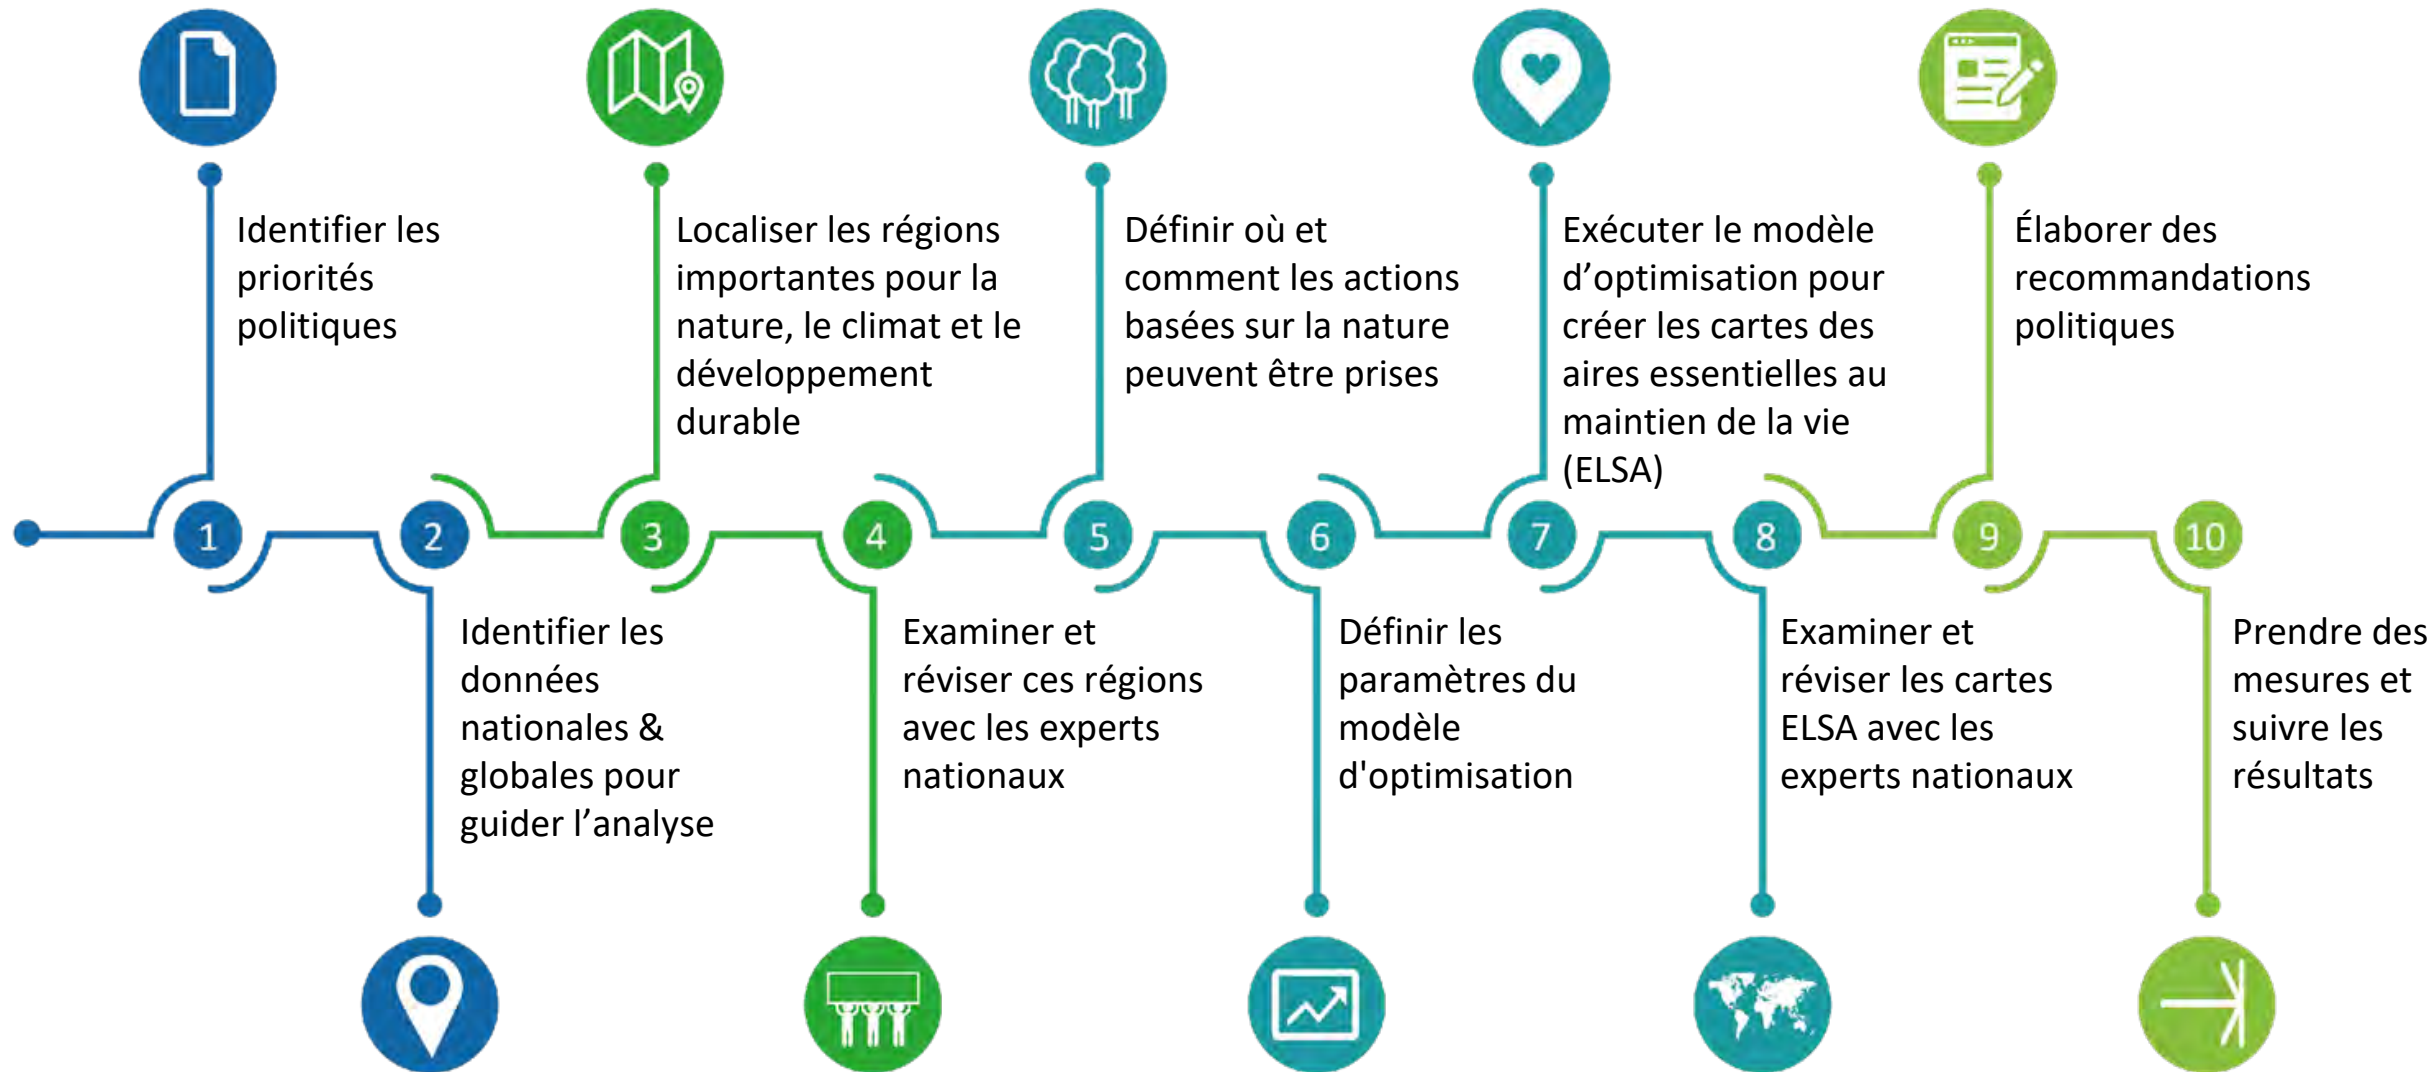 Identifier les
priorités
politiques
Localiser les régions
importantes pour la
nature, le climat et le
développement
durable
Définir où et
comment les actions
basées sur la nature
peuvent être prises
Exécuter le modèle
d’optimisation pour
créer les cartes des
aires essentielles au
maintien de la vie
(ELSA)
Élaborer des
recommandations
politiques
1
2
3
4
5
6
7
8
9
10
Identifier les
données
nationales &
globales pour
guider l’analyse
Examiner et
réviser ces régions
avec les experts
nationaux
Définir les
paramètres du
modèle
d'optimisation
Examiner et
réviser les cartes
ELSA avec les
experts nationaux
Prendre des
mesures et
suivre les
résultats